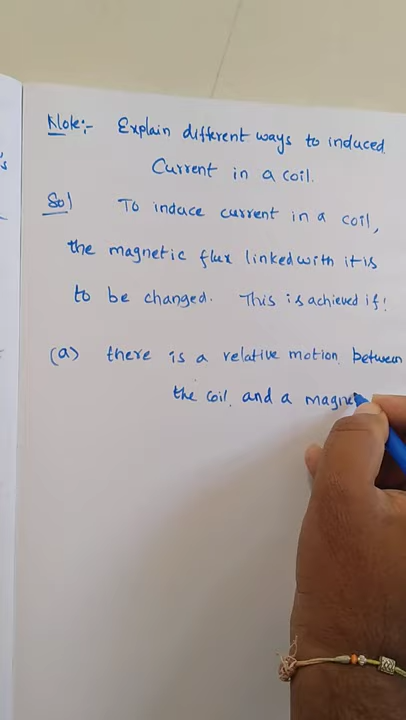 Note:- Explain different ways to induced
Current in a coil.
Sol To induce current in a coil,
the magnetic flux linked with it is
to be changed. This is achieved if:
(a) there is a relative motion between
the coil, and a magne